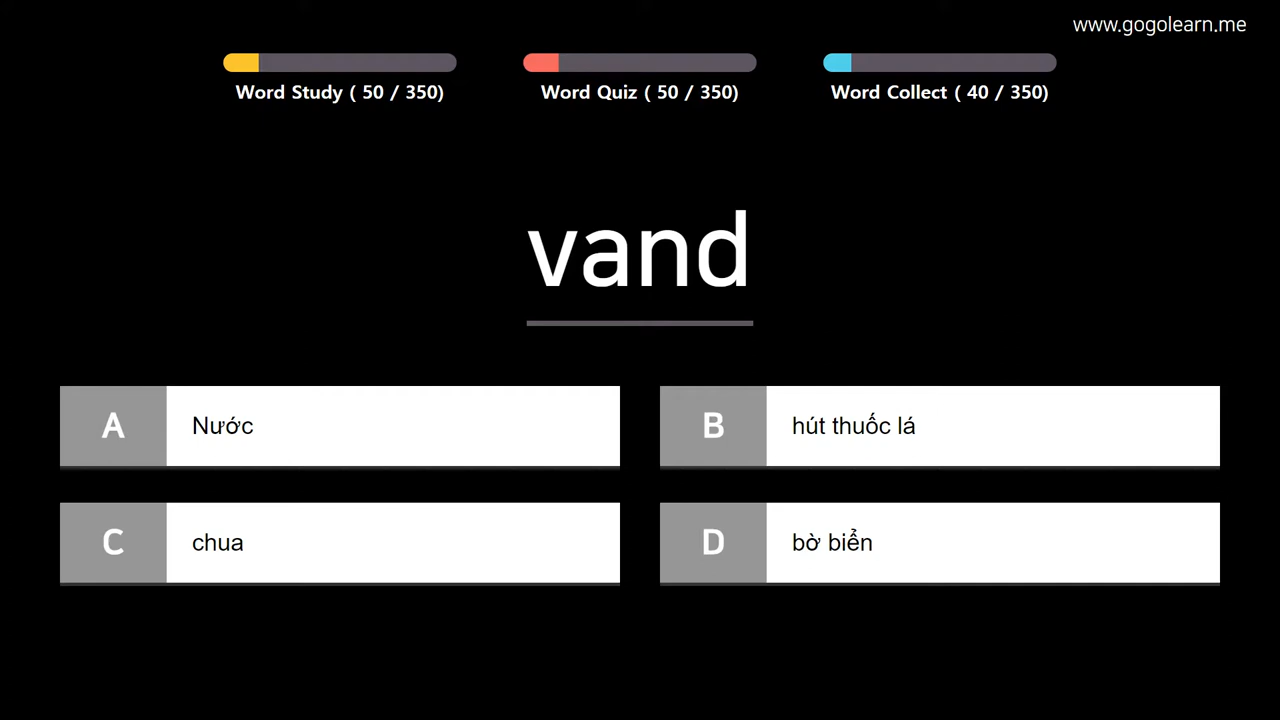 www.gogolearn.me
Word Study ( 50 / 350)
Word Quiz ( 50 / 350)
Word Collect ( 40 / 350)
vand
A Nước
B hút thuốc lá
C chua
D bờ biển